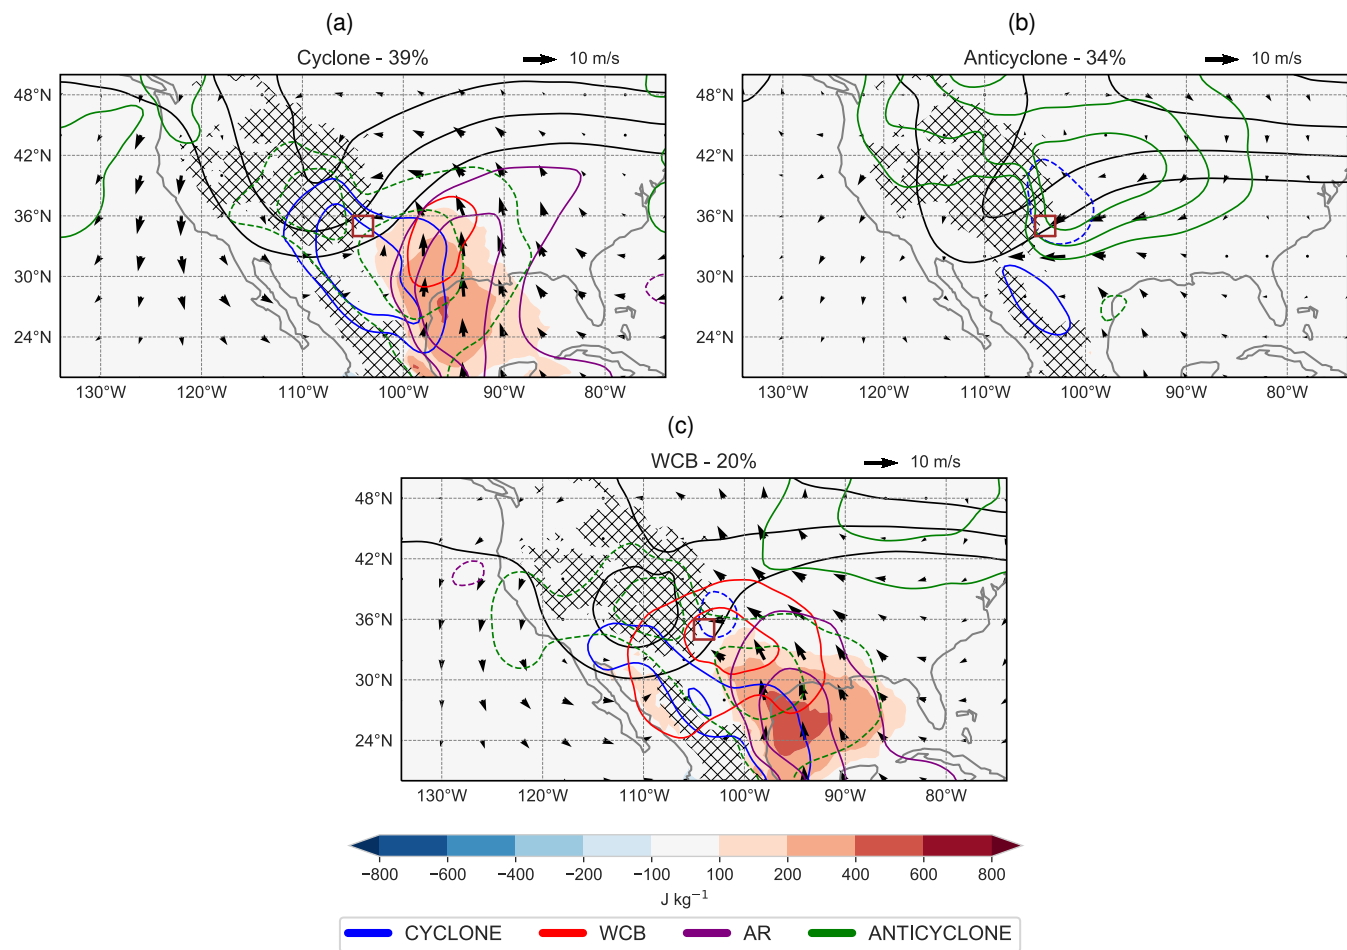 (a)
Cyclone - 39%
10 m/s
48°N
42°N
36°N
30°N
24°N
130°W
120°W
110°W
100°W
90°W
80°W
(b)
Anticyclone - 34%
10 m/s
48°N
42°N
36°N
30°N
24°N
130°W
120°W
110°W
100°W
90°W
80°W
(c)
WCB - 20%
10 m/s
48°N
42°N
36°N
30°N
24°N
130°W
120°W
110°W
100°W
90°W
80°W
−800 −600 −400 −200 −100 100 200 400 600 800
J kg⁻¹
CYCLONE WCB AR ANTICYCLONE